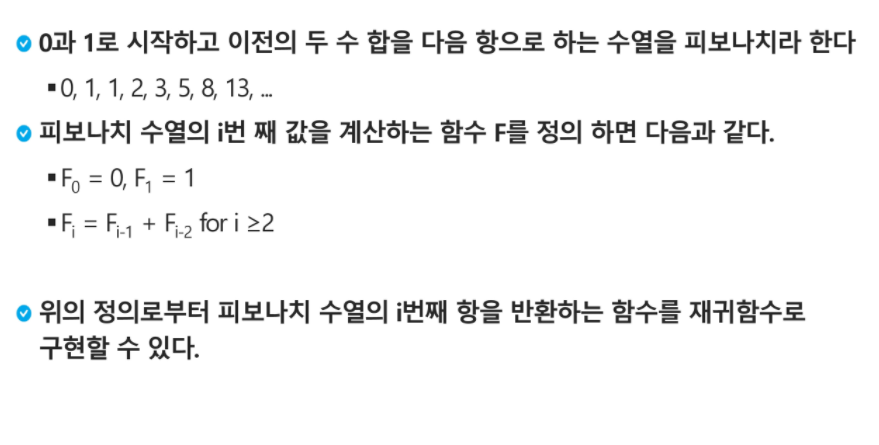 0과 1로 시작하고 이전의 두 수 합을 다음 항으로 하는 수열을 피보나치라 한다
▪0, 1, 1, 2, 3, 5, 8, 13, ...
피보나치 수열의 i번 째 값을 계산하는 함수 F를 정의 하면 다음과 같다.
▪F₀ = 0, F₁ = 1
▪Fᵢ = Fᵢ₋₁ + Fᵢ₋₂ for i ≥2
위의 정의로부터 피보나치 수열의 i번째 항을 반환하는 함수를 재귀함수로
구현할 수 있다.